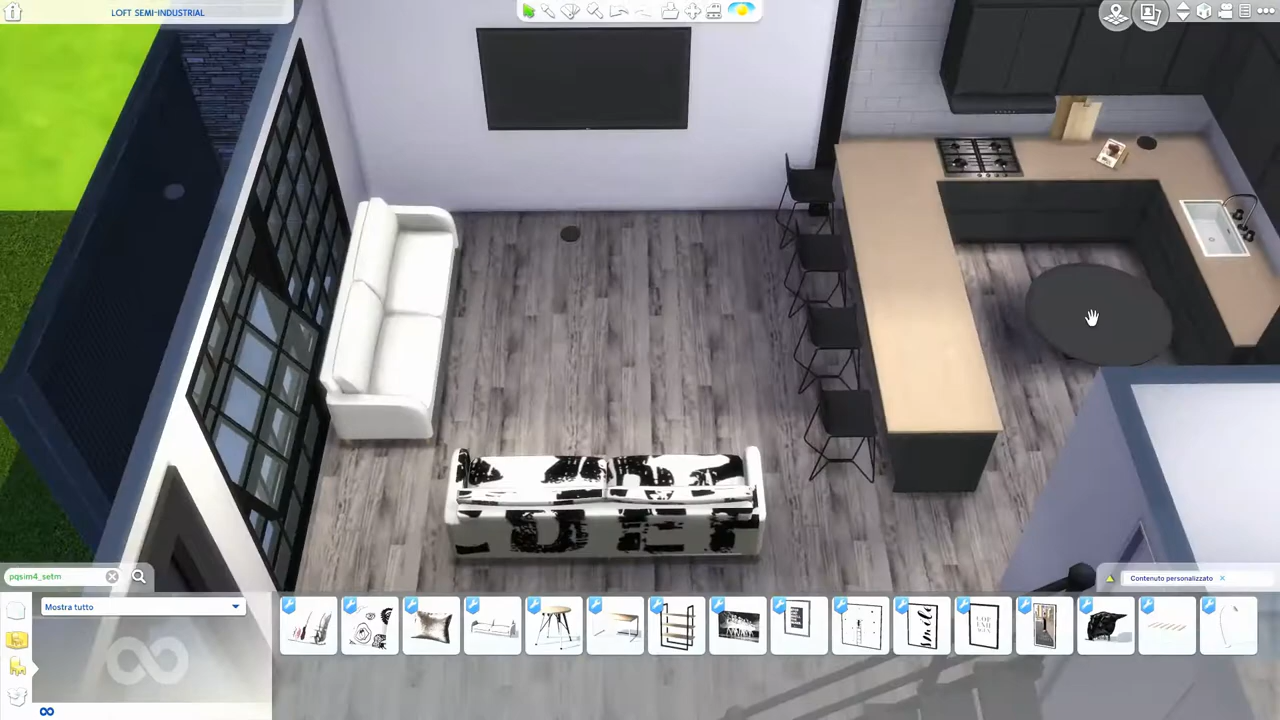 LOFT SEMI-INDUSTRIAL
pqsim4_setm
Mostra tutto
Contenuto personalizzato